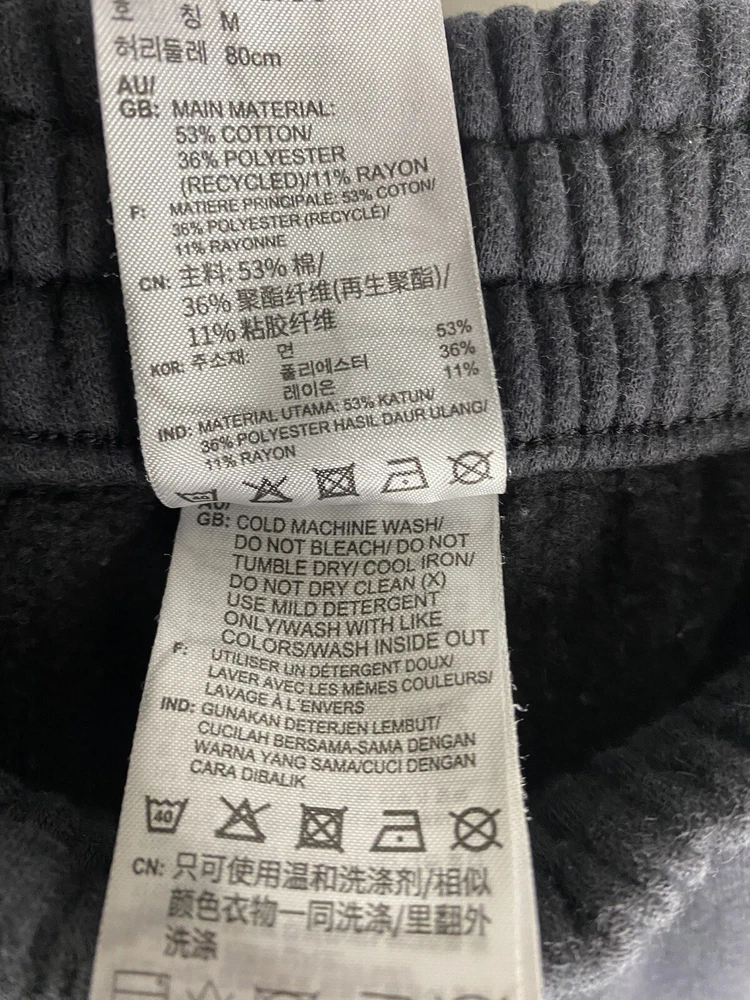 호 칭 M
허리둘레 80cm
AU/
GB: MAIN MATERIAL:
53% COTTON/
36% POLYESTER
(RECYCLED)/11% RAYON
F: MATIERE PRINCIPALE: 53% COTON/
36% POLYESTER (RECYCLÉ)/
11% RAYONNE
CN: 主料: 53% 棉/
36% 聚酯纤维(再生聚酯)/
11% 粘胶纤维
KOR: 주소재: 면 53%
폴리에스터 36%
레이온 11%
IND: MATERIAL UTAMA: 53% KATUN/
36% POLYESTER HASIL DAUR ULANG/
11% RAYON
40
AU/
GB: COLD MACHINE WASH/
DO NOT BLEACH/ DO NOT
TUMBLE DRY/ COOL IRON/
DO NOT DRY CLEAN (X)
USE MILD DETERGENT
ONLY/WASH WITH LIKE
COLORS/WASH INSIDE OUT
F: UTILISER UN DÉTERGENT DOUX/
LAVER AVEC LES MÊMES COULEURS/
LAVAGE À L'ENVERS
IND: GUNAKAN DETERJEN LEMBUT/
CUCILAH BERSAMA-SAMA DENGAN
WARNA YANG SAMA/CUCI DENGAN
CARA DIBALIK
40
CN: 只可使用温和洗涤剂/相似
颜色衣物一同洗涤/里翻外
洗涤